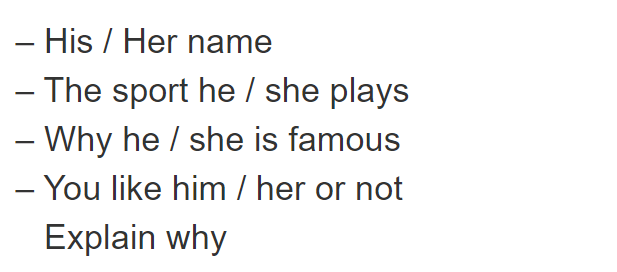 – His / Her name
– The sport he / she plays
– Why he / she is famous
– You like him / her or not
Explain why